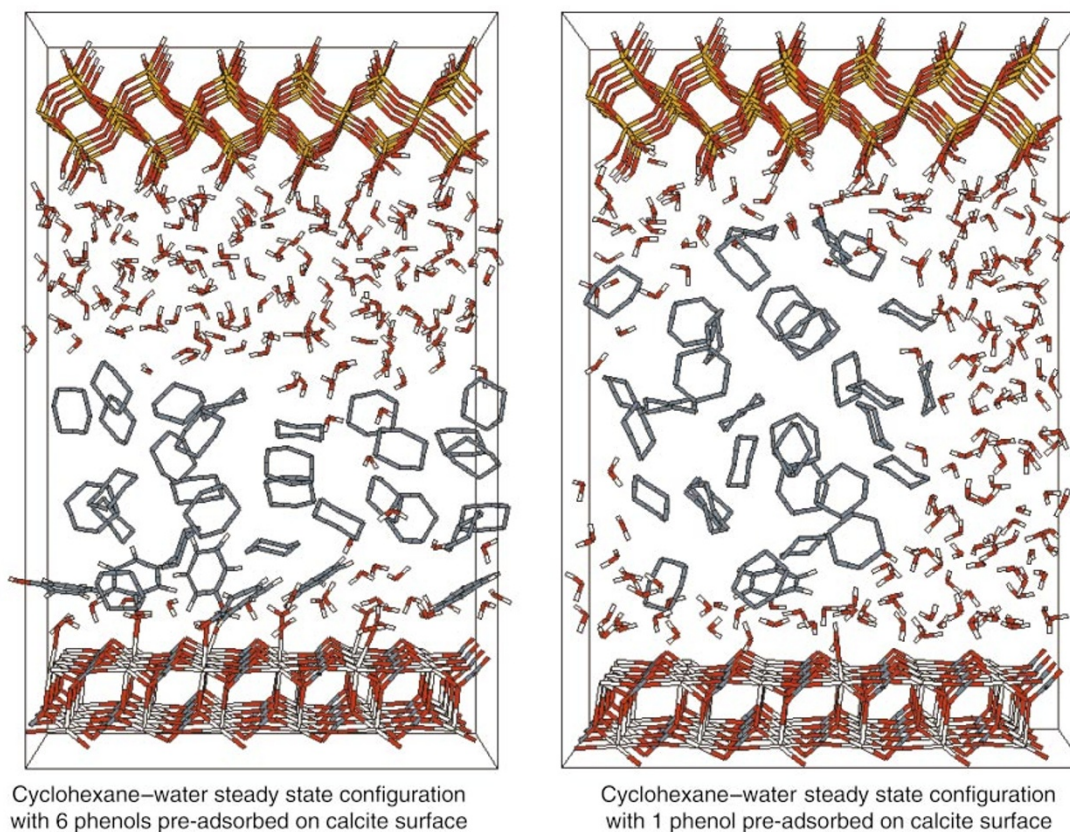 Cyclohexane–water steady state configuration
with 6 phenols pre-adsorbed on calcite surface
Cyclohexane–water steady state configuration
with 1 phenol pre-adsorbed on calcite surface